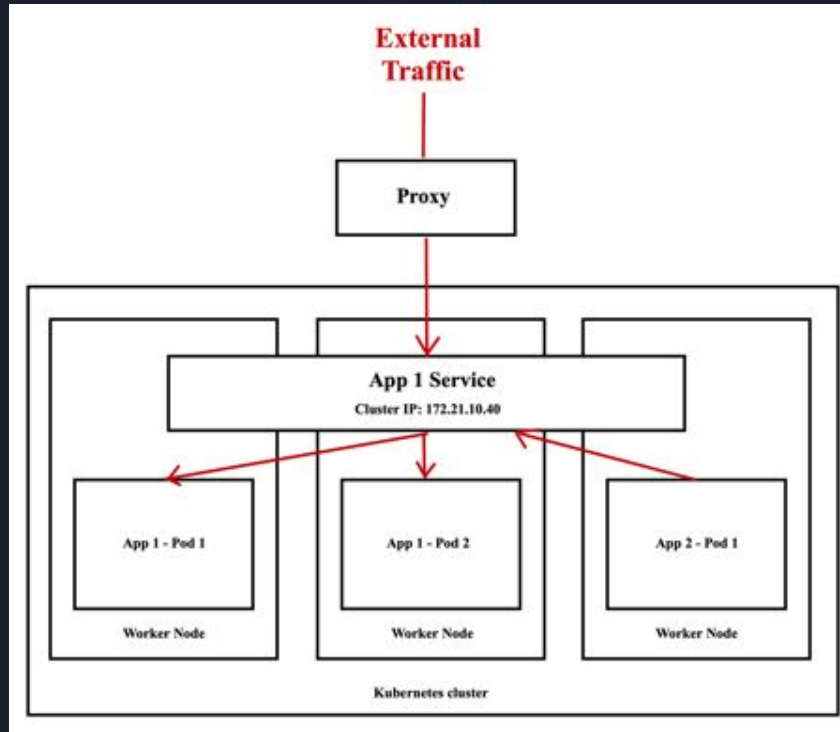 External
Traffic
Proxy
App 1 Service
Cluster IP: 172.21.10.40
App 1 - Pod 1
App 1 - Pod 2
App 2 - Pod 1
Worker Node
Worker Node
Worker Node
Kubernetes cluster